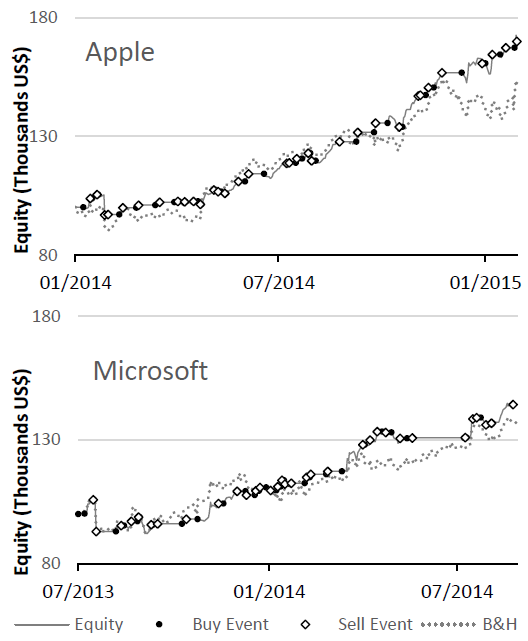 180
Apple
130
Equity (Thousands US$)
80
01/2014 07/2014 01/2015
180
Microsoft
130
Equity (Thousands US$)
80
07/2013 01/2014 07/2014
Equity Buy Event Sell Event B&H